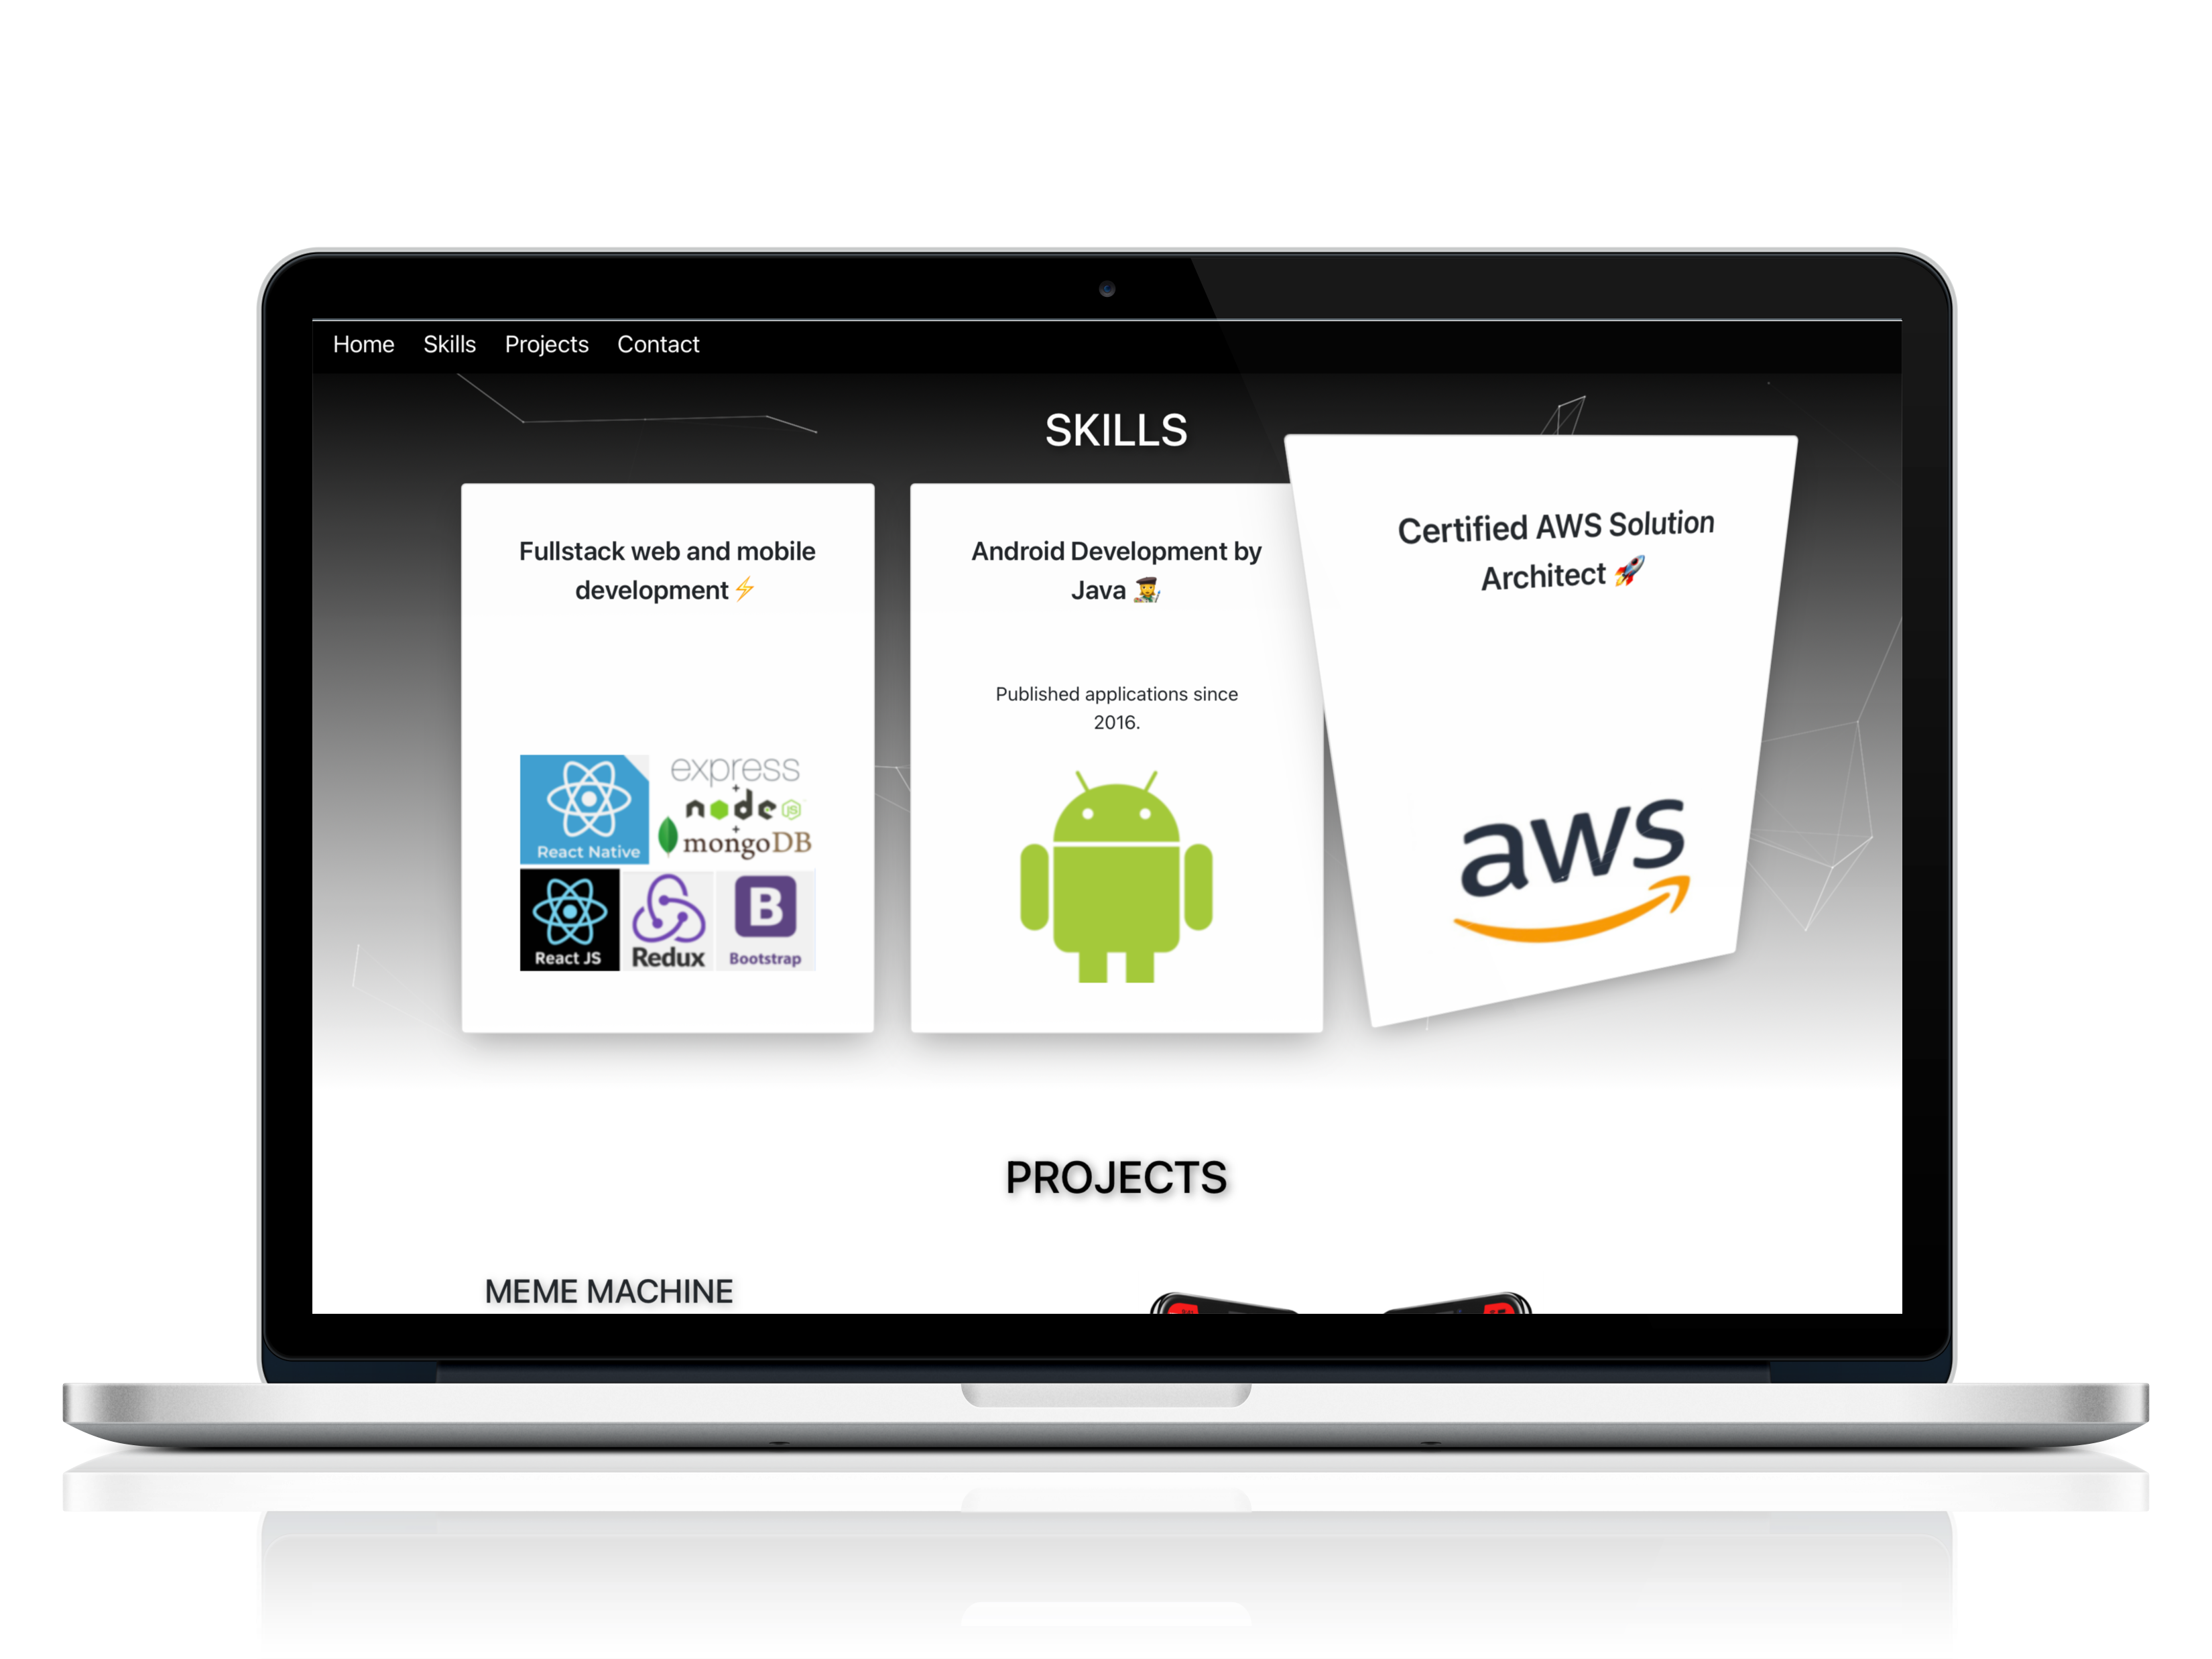 Home Skills Projects Contact
SKILLS
Fullstack web and mobile
development ⚡
React Native
express
+
node JS
+
mongoDB
React JS
Redux
B
Bootstrap
Android Development by
Java 👩‍🎨
Published applications since
2016.
Certified AWS Solution
Architect 🚀
aws
PROJECTS
MEME MACHINE